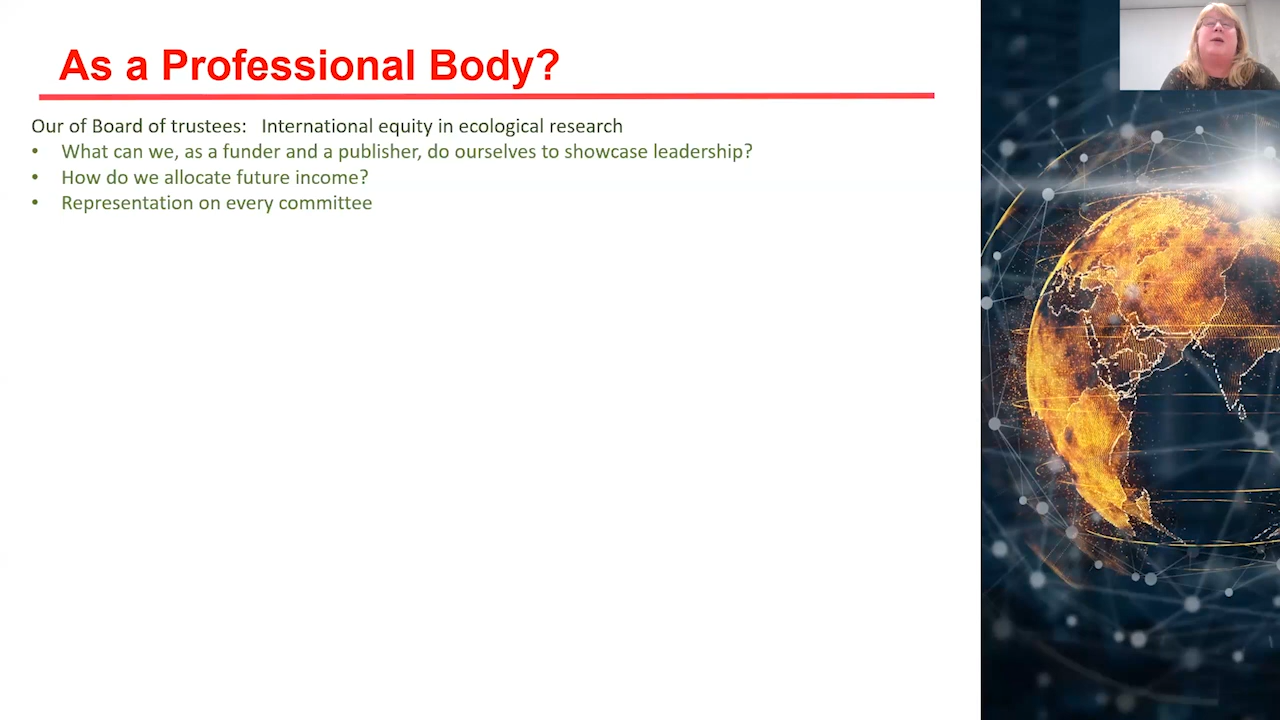 As a Professional Body?
Our of Board of trustees: International equity in ecological research
• What can we, as a funder and a publisher, do ourselves to showcase leadership?
• How do we allocate future income?
• Representation on every committee